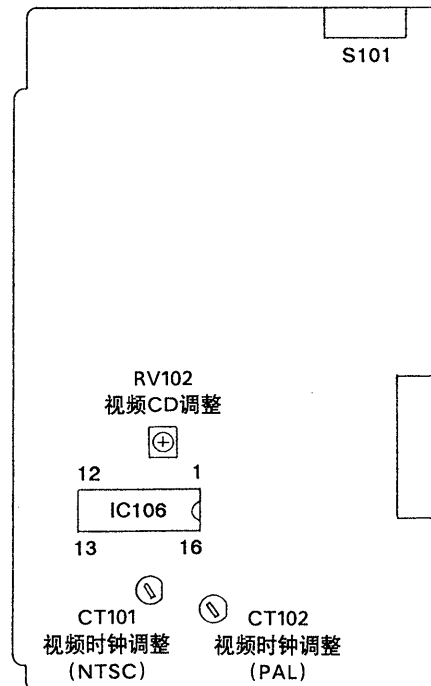 S101
RV102
视频CD调整
12 1
IC106
13 16
CT101
视频时钟调整
(NTSC)
CT102
视频时钟调整
(PAL)